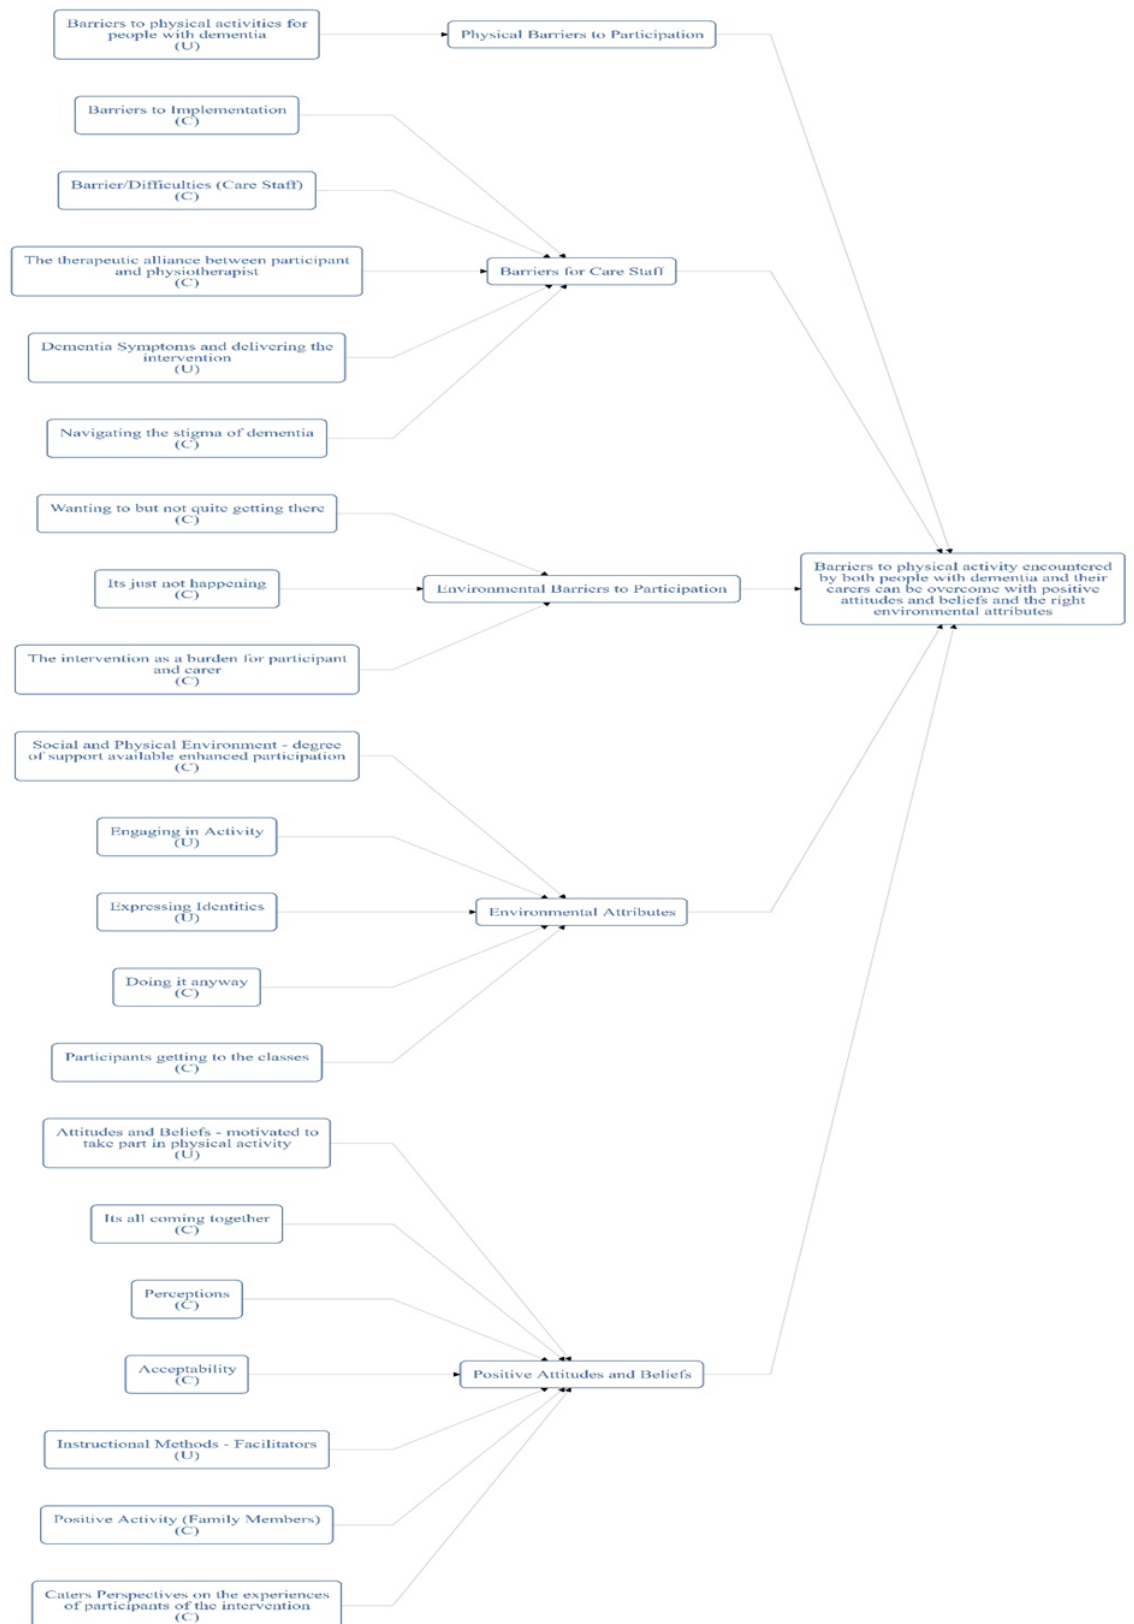 Barriers to physical activities for
people with dementia
(U)
Physical Barriers to Participation
Barriers to Implementation
(C)
Barrier/Difficulties (Care Staff)
(C)
The therapeutic alliance between participant
and physiotherapist
(C)
Barriers for Care Staff
Dementia Symptoms and delivering the
intervention
(U)
Navigating the stigma of dementia
(C)
Wanting to but not quite getting there
(C)
Its just not happening
(C)
Environmental Barriers to Participation
Barriers to physical activity encountered
by both people with dementia and their
carers can be overcome with positive
attitudes and beliefs and the right
environmental attributes
The intervention as a burden for participant
and carer
(C)
Social and Physical Environment - degree
of support available enhanced participation
(C)
Engaging in Activity
(U)
Expressing Identities
(U)
Environmental Attributes
Doing it anyway
(C)
Participants getting to the classes
(C)
Attitudes and Beliefs - motivated to
take part in physical activity
(U)
Its all coming together
(C)
Perceptions
(C)
Acceptability
(C)
Positive Attitudes and Beliefs
Instructional Methods - Facilitators
(U)
Positive Activity (Family Members)
(C)
Caters Perspectives on the experiences
of participants of the intervention
(C)